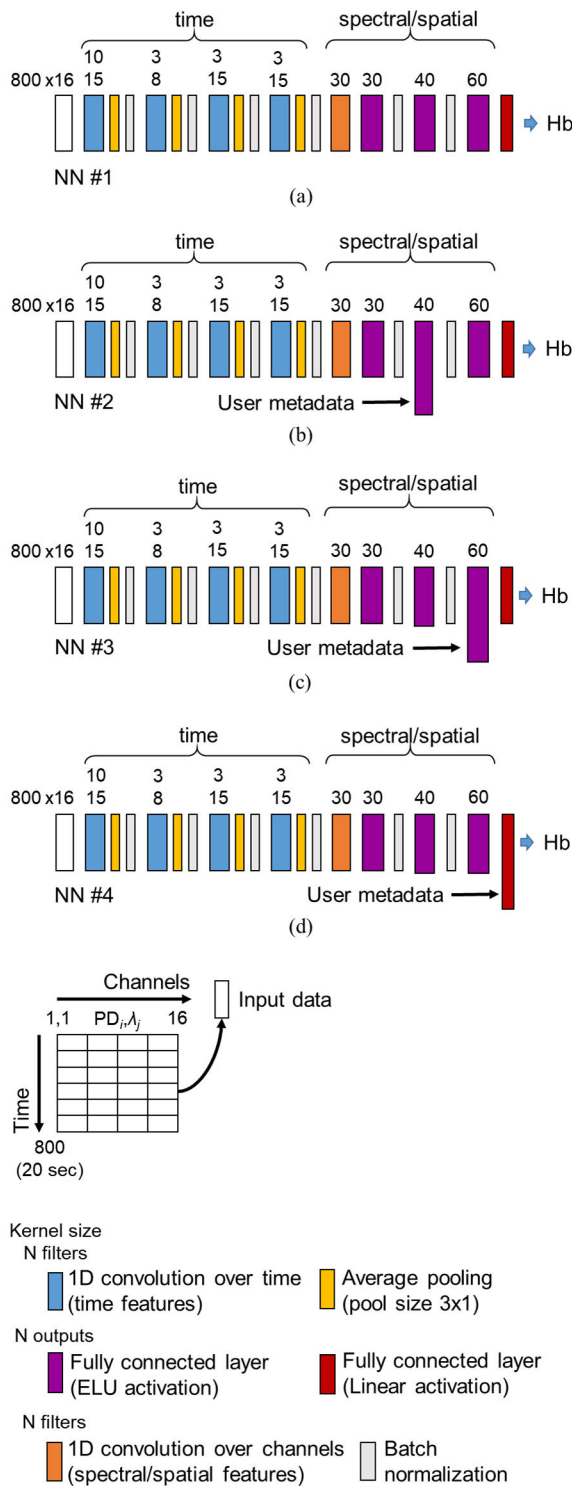 time spectral/spatial
10 3 3 3
800 x16 15 8 15 15 30 30 40 60
Hb
NN #1
(a)
time spectral/spatial
10 3 3 3
800 x16 15 8 15 15 30 30 40 60
Hb
User metadata
NN #2
(b)
time spectral/spatial
10 3 3 3
800 x16 15 8 15 15 30 30 40 60
Hb
User metadata
NN #3
(c)
time spectral/spatial
10 3 3 3
800 x16 15 8 15 15 30 30 40 60
Hb
User metadata
NN #4
(d)
Channels
Input data
1,1 PDi,λj 16
Time
800
(20 sec)
Kernel size
N filters
1D convolution over time
(time features)
Average pooling
(pool size 3x1)
N outputs
Fully connected layer
(ELU activation)
Fully connected layer
(Linear activation)
N filters
1D convolution over channels
(spectral/spatial features)
Batch
normalization